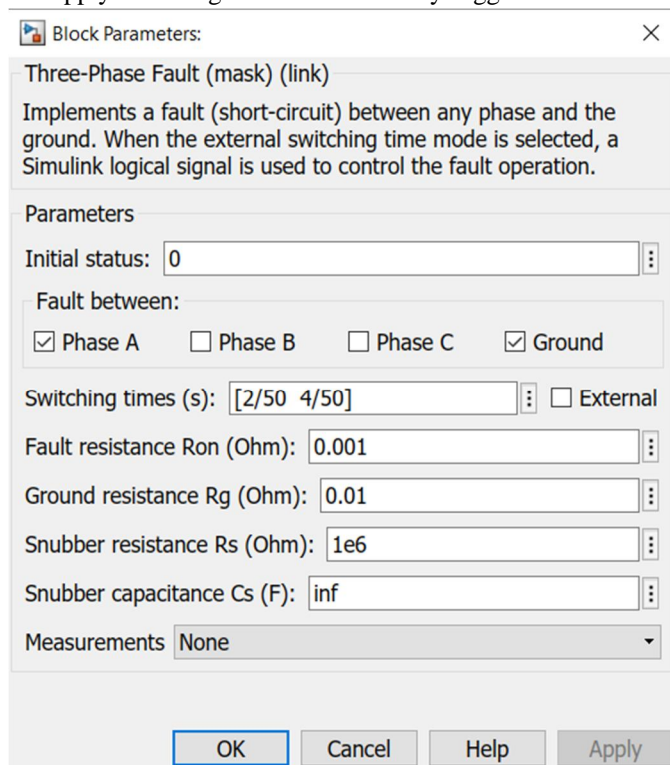 Block Parameters:
Three-Phase Fault (mask) (link)
Implements a fault (short-circuit) between any phase and the
ground. When the external switching time mode is selected, a
Simulink logical signal is used to control the fault operation.
Parameters
Initial status: 0
Fault between:
Phase A Phase B Phase C Ground
Switching times (s): [2/50 4/50] External
Fault resistance Ron (Ohm): 0.001
Ground resistance Rg (Ohm): 0.01
Snubber resistance Rs (Ohm): 1e6
Snubber capacitance Cs (F): inf
Measurements None
OK Cancel Help Apply